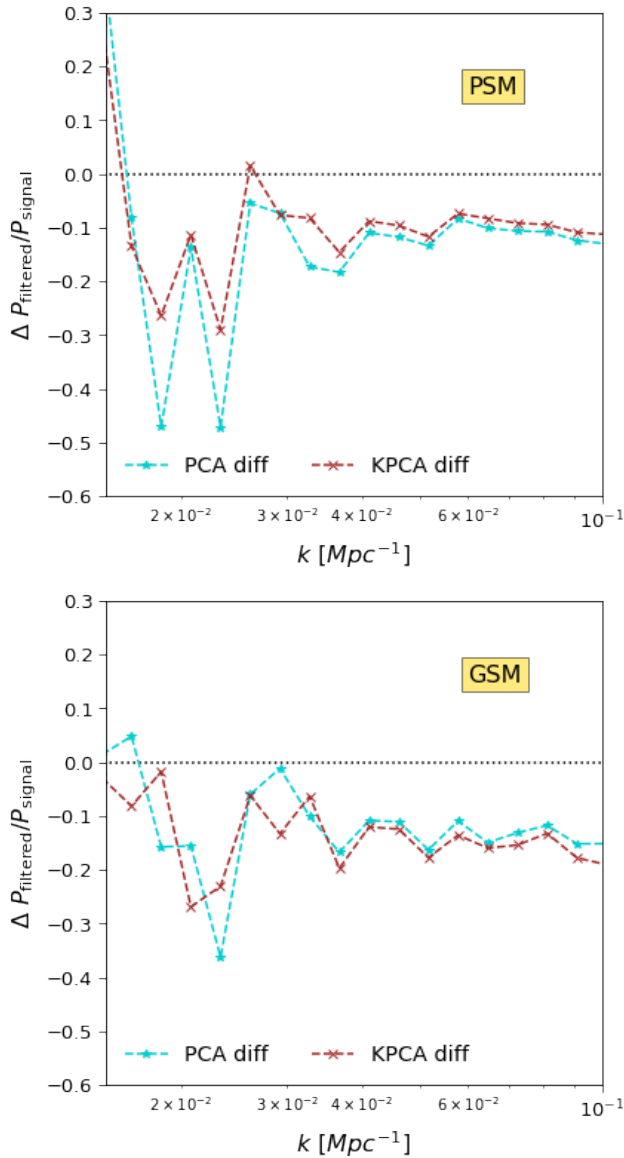 0.3
0.2
0.1
0.0
−0.1
−0.2
−0.3
−0.4
−0.5
−0.6
Δ P_filtered/P_signal
PSM
PCA diff KPCA diff
2 × 10⁻² 3 × 10⁻² 4 × 10⁻² 6 × 10⁻² 10⁻¹
k [Mpc⁻¹]
0.3
0.2
0.1
0.0
−0.1
−0.2
−0.3
−0.4
−0.5
−0.6
Δ P_filtered/P_signal
GSM
PCA diff KPCA diff
2 × 10⁻² 3 × 10⁻² 4 × 10⁻² 6 × 10⁻² 10⁻¹
k [Mpc⁻¹]